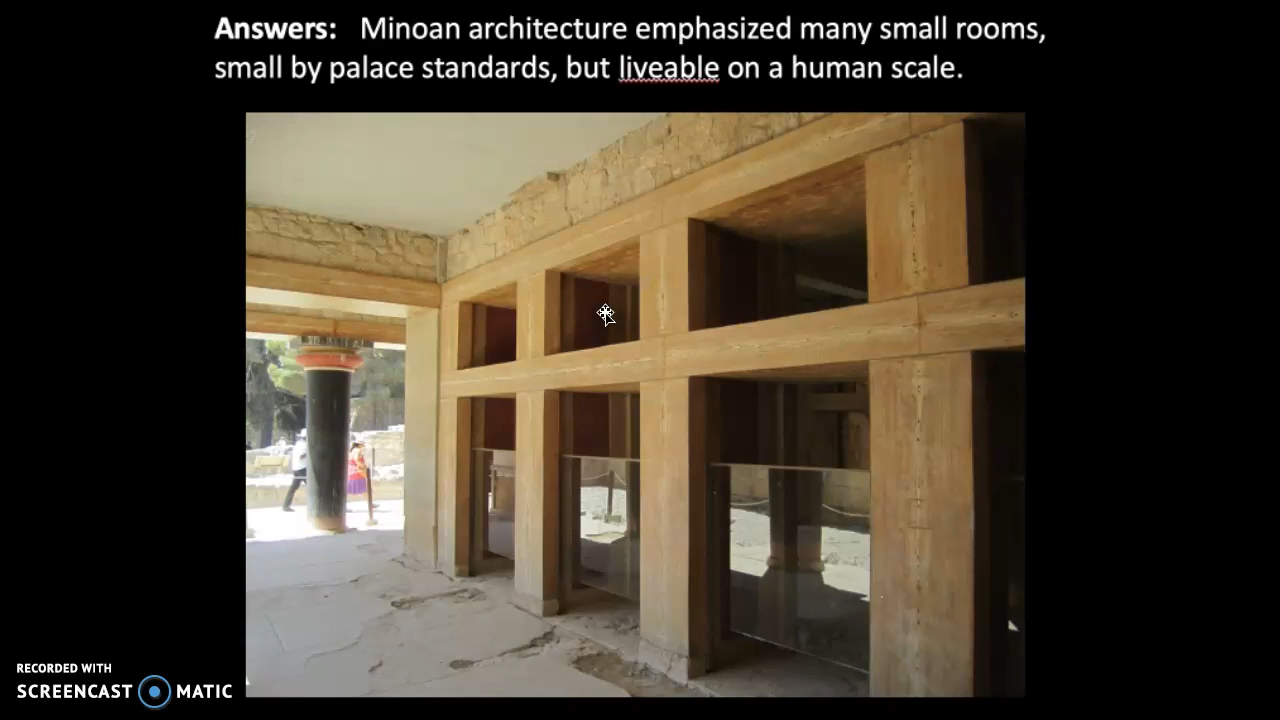 Answers: Minoan architecture emphasized many small rooms,
small by palace standards, but liveable on a human scale.
RECORDED WITH
SCREENCAST MATIC